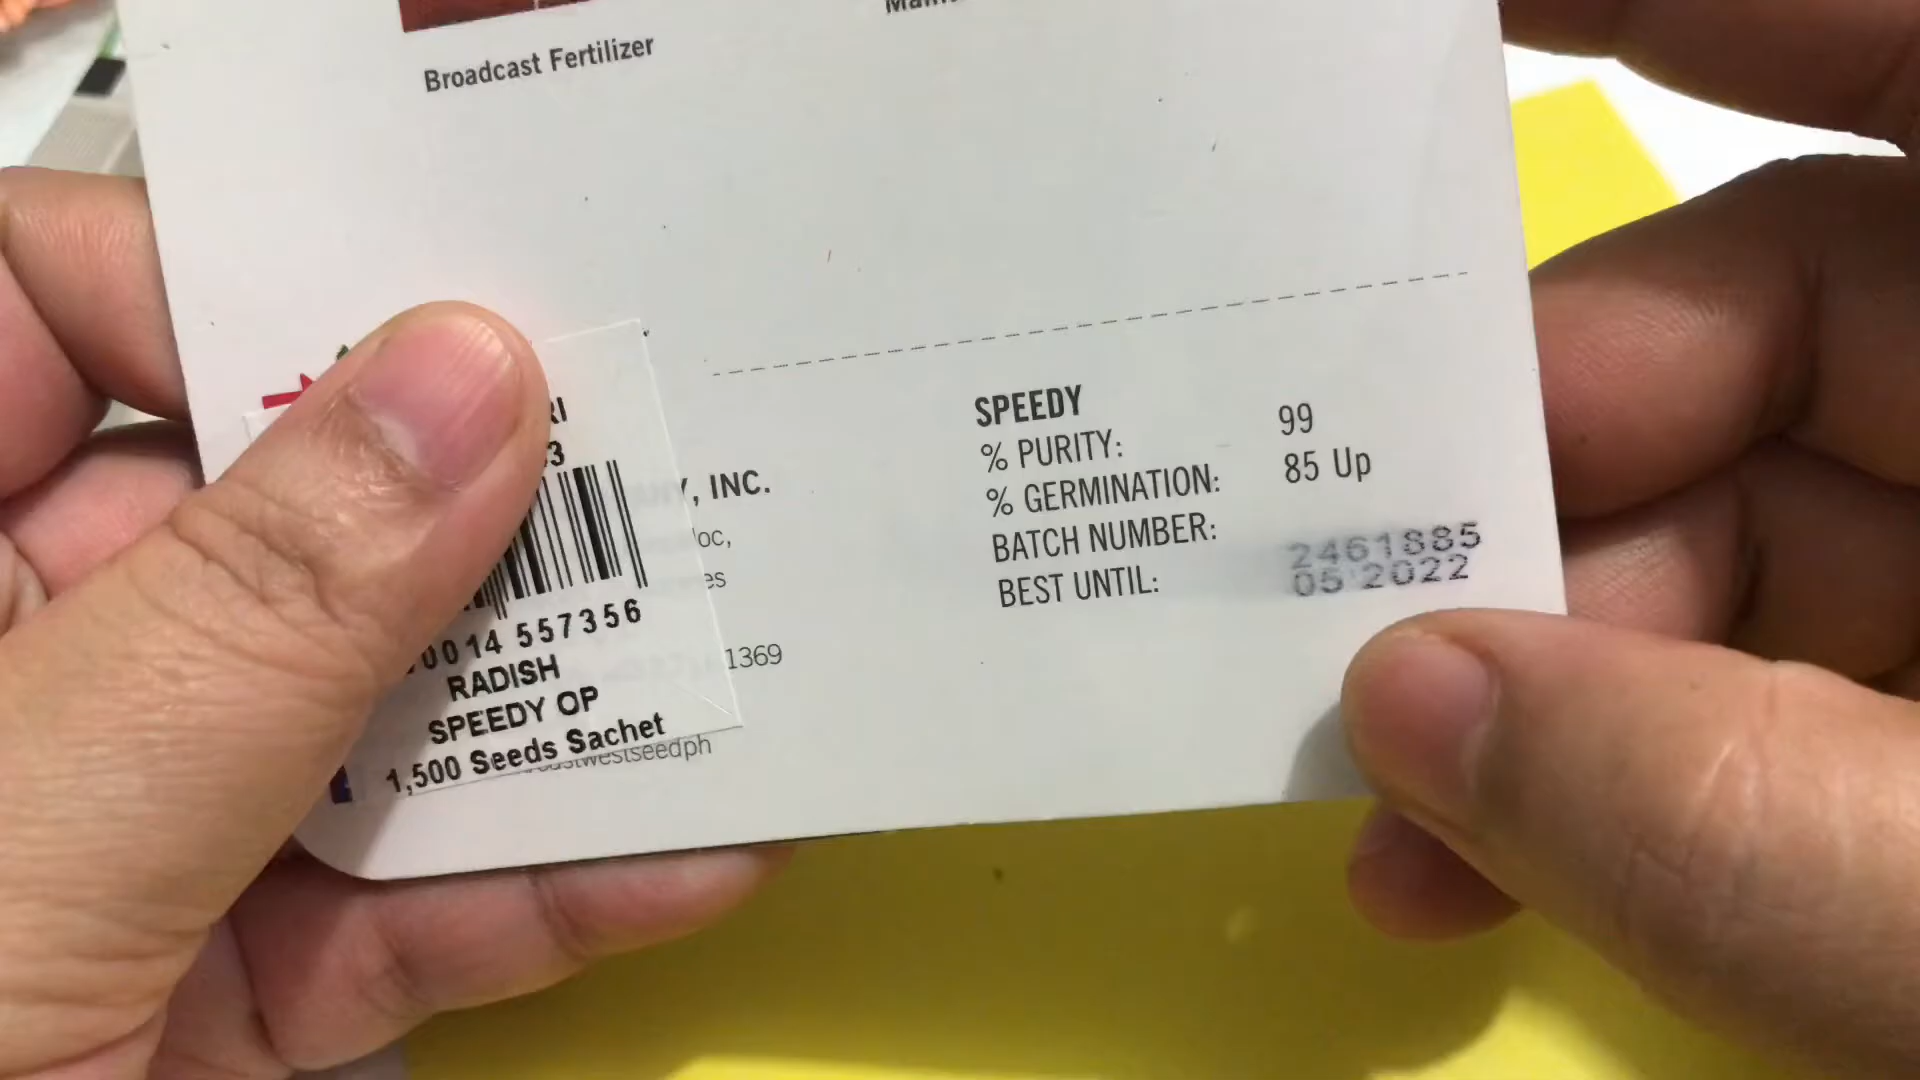 Broadcast Fertilizer
SPEEDY
% PURITY: 99
% GERMINATION: 85 Up
BATCH NUMBER: 2461885
BEST UNTIL: 05 2022
, INC.
1369
557356
RADISH
SPEEDY OP
1,500 Seeds Sachet